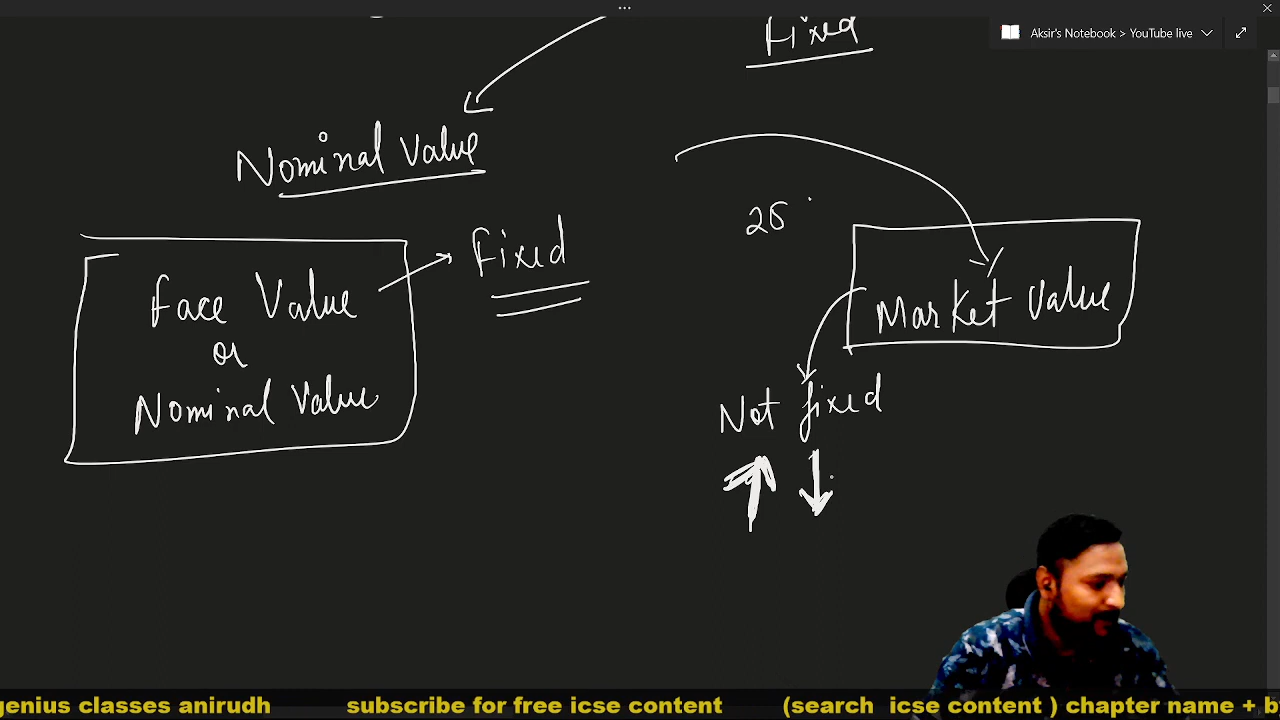 Fixed
Aksir's Notebook > YouTube live
Nominal Value
Fixed
Face Value
or
Nominal Value
Market Value
Not fixed
genius classes anirudh subscribe for free icse content (search icse content ) chapter name + b